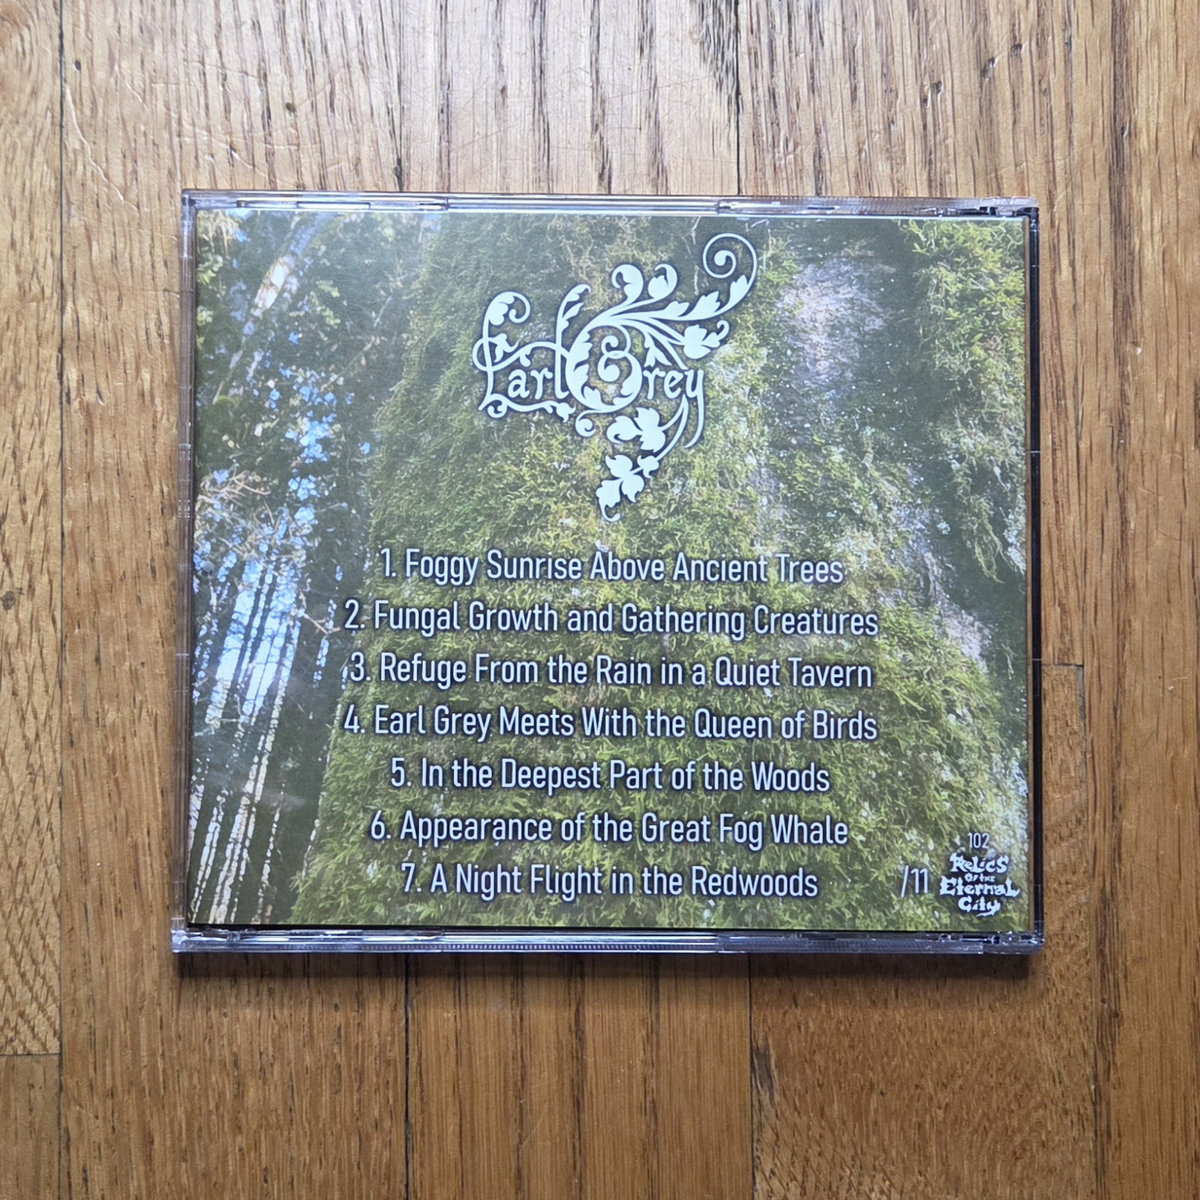 Earl Grey
1. Foggy Sunrise Above Ancient Trees
2. Fungal Growth and Gathering Creatures
3. Refuge From the Rain in a Quiet Tavern
4. Earl Grey Meets With the Queen of Birds
5. In the Deepest Part of the Woods
6. Appearance of the Great Fog Whale
7. A Night Flight in the Redwoods
/11
102
Relics
of the
Eternal
City